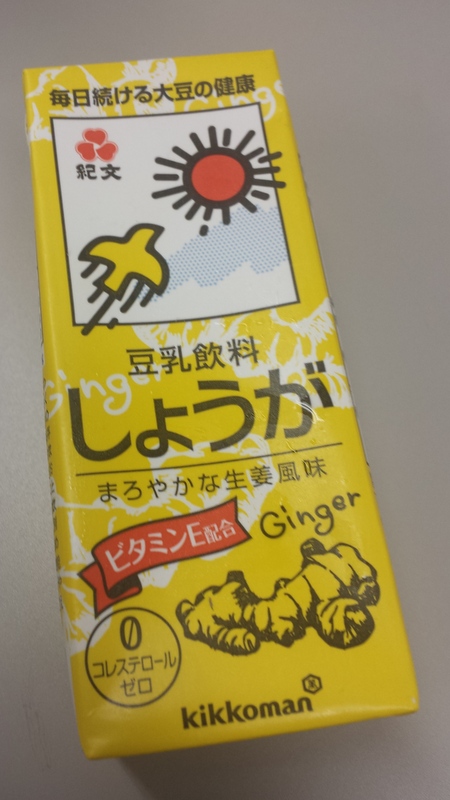 毎日続ける大豆の健康
Ginger
紀文
Ginger
豆乳飲料
しょうが
まろやかな生姜風味
ビタミンE配合
Ginger
0
コレステロール
ゼロ
kikkoman